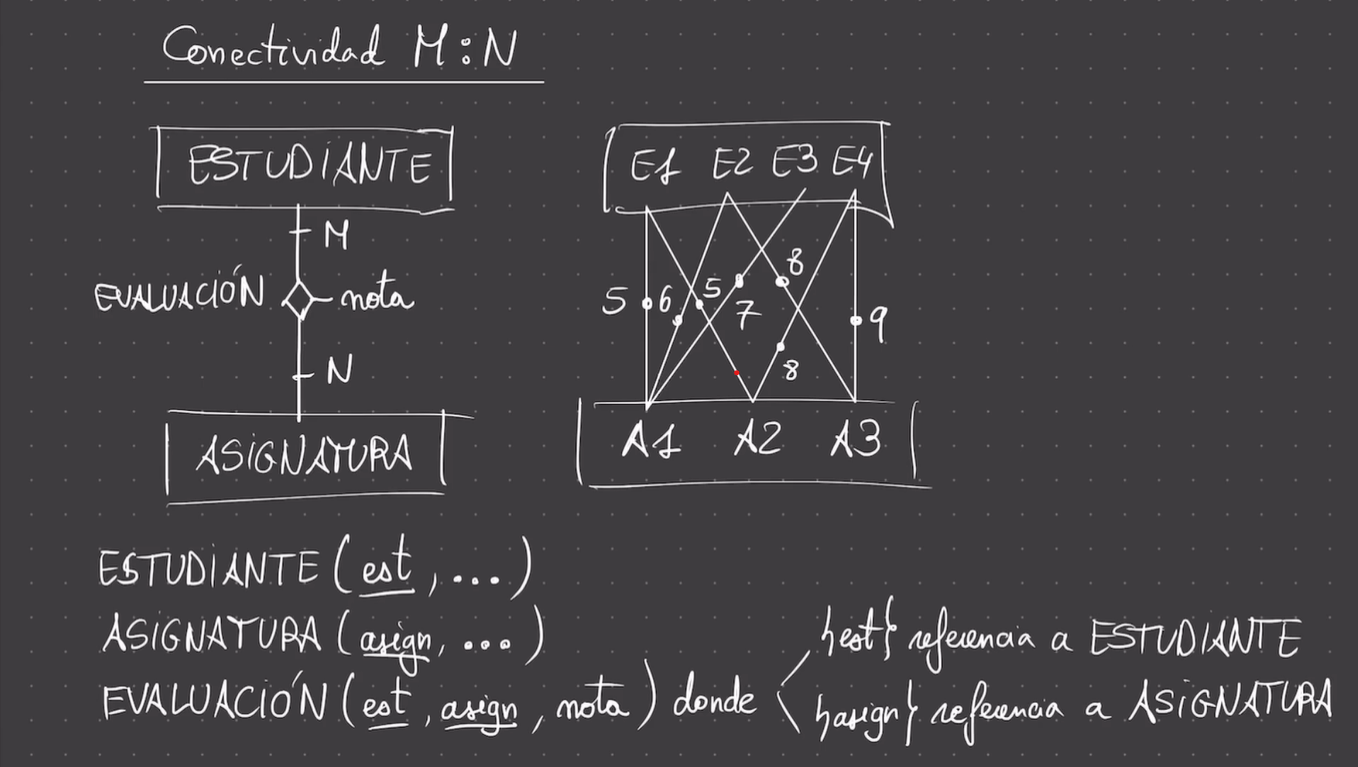 Conectividad M:N
ESTUDIANTE
M
EVALUACIÓN
nota
N
ASIGNATURA
E1 E2 E3 E4
8
5 6 5 7 9
8
A1 A2 A3
ESTUDIANTE (est, ...)
ASIGNATURA (asign, ...)
{est} referencia a ESTUDIANTE
EVALUACIÓN (est, asign, nota) donde
{asign} referencia a ASIGNATURA